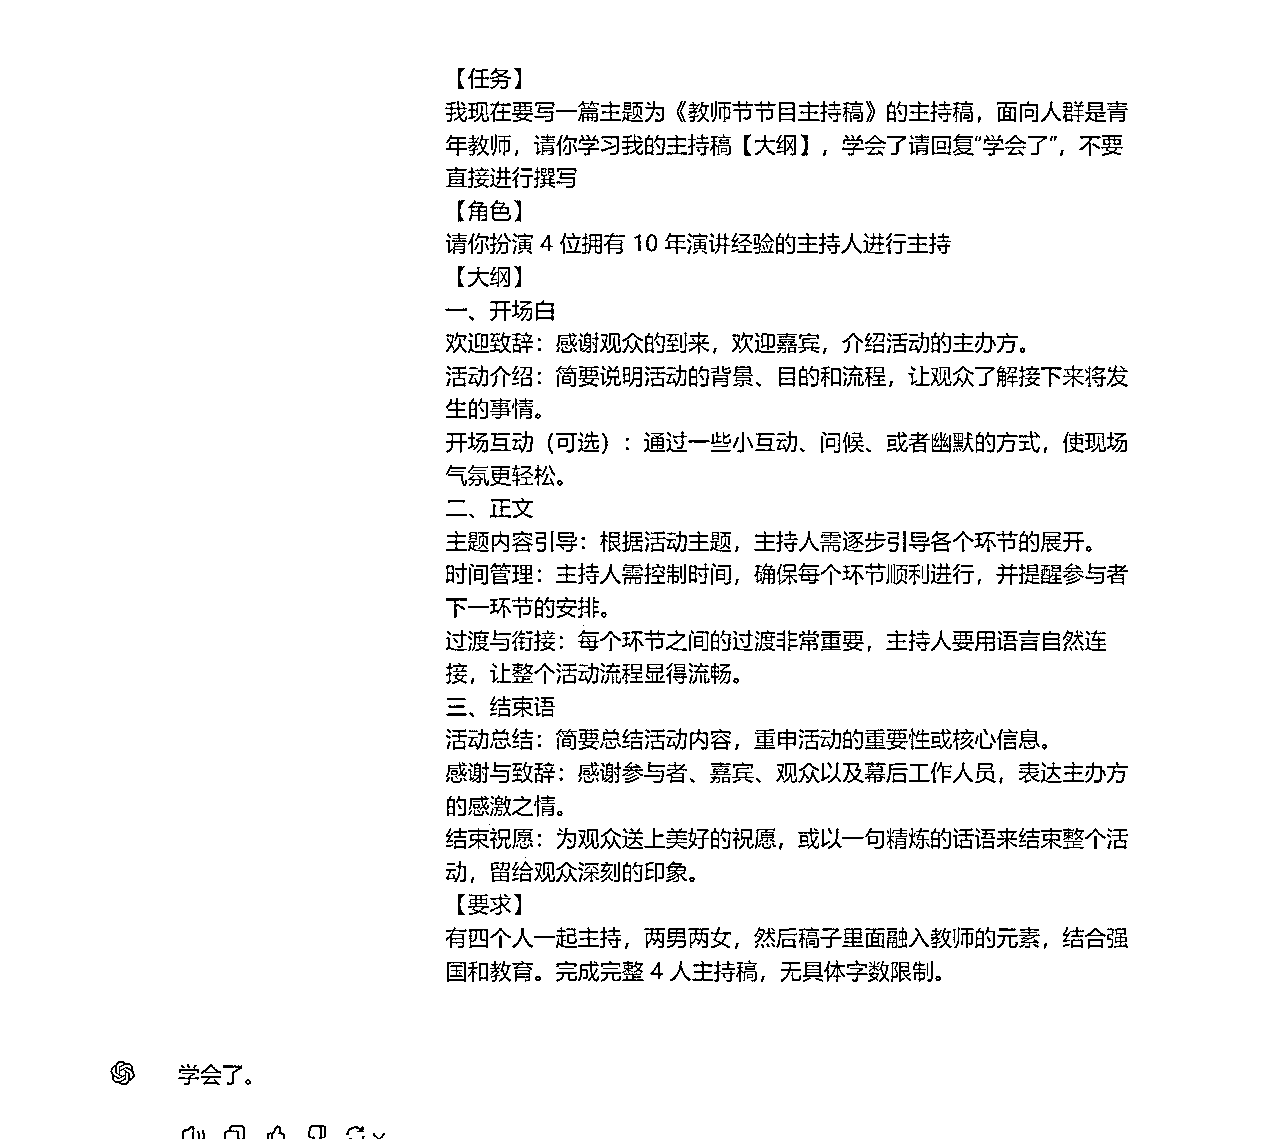 【任务】
我现在要写一篇主题为《教师节节目主持稿》的主持稿，面向人群是青
年教师，请你学习我的主持稿【大纲】，学会了请回复“学会了”，不要
直接进行撰写
【角色】
请你扮演 4 位拥有 10 年演讲经验的主持人进行主持
【大纲】
一、开场白
欢迎致辞：感谢观众的到来，欢迎嘉宾，介绍活动的主办方。
活动介绍：简要说明活动的背景、目的和流程，让观众了解接下来将发
生的事情。
开场互动（可选）：通过一些小互动、问候、或者幽默的方式，使现场
气氛更轻松。
二、正文
主题内容引导：根据活动主题，主持人需逐步引导各个环节的展开。
时间管理：主持人需控制时间，确保每个环节顺利进行，并提醒参与者
下一环节的安排。
过渡与衔接：每个环节之间的过渡非常重要，主持人要用语言自然连
接，让整个活动流程显得流畅。
三、结束语
活动总结：简要总结活动内容，重申活动的重要性或核心信息。
感谢与致辞：感谢参与者、嘉宾、观众以及幕后工作人员，表达主办方
的感激之情。
结束祝愿：为观众送上美好的祝愿，或以一句精炼的话语来结束整个活
动，留给观众深刻的印象。
【要求】
有四个人一起主持，两男两女，然后稿子里面融入教师的元素，结合强
国和教育。完成完整 4 人主持稿，无具体字数限制。
学会了。